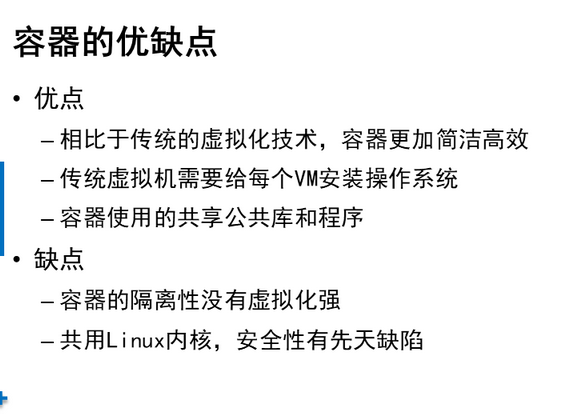 容器的优缺点
• 优点
– 相比于传统的虚拟化技术，容器更加简洁高效
– 传统虚拟机需要给每个VM安装操作系统
– 容器使用的共享公共库和程序
• 缺点
– 容器的隔离性没有虚拟化强
– 共用Linux内核，安全性有先天缺陷